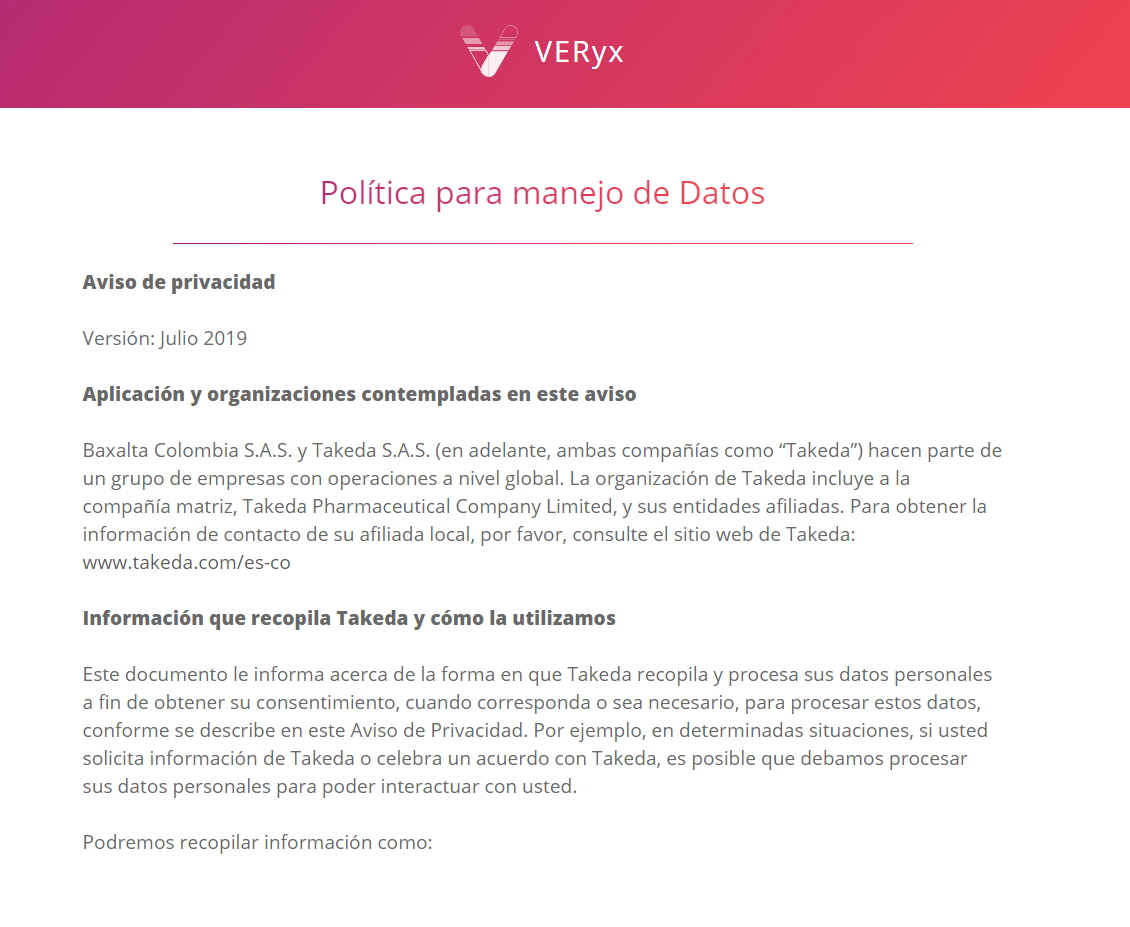 VERyx
Política para manejo de Datos
Aviso de privacidad
Versión: Julio 2019
Aplicación y organizaciones contempladas en este aviso
Baxalta Colombia S.A.S. y Takeda S.A.S. (en adelante, ambas compañías como “Takeda”) hacen parte de
un grupo de empresas con operaciones a nivel global. La organización de Takeda incluye a la
compañía matriz, Takeda Pharmaceutical Company Limited, y sus entidades afiliadas. Para obtener la
información de contacto de su afiliada local, por favor, consulte el sitio web de Takeda:
www.takeda.com/es-co
Información que recopila Takeda y cómo la utilizamos
Este documento le informa acerca de la forma en que Takeda recopila y procesa sus datos personales
a fin de obtener su consentimiento, cuando corresponda o sea necesario, para procesar estos datos,
conforme se describe en este Aviso de Privacidad. Por ejemplo, en determinadas situaciones, si usted
solicita información de Takeda o celebra un acuerdo con Takeda, es posible que debamos procesar
sus datos personales para poder interactuar con usted.
Podremos recopilar información como: